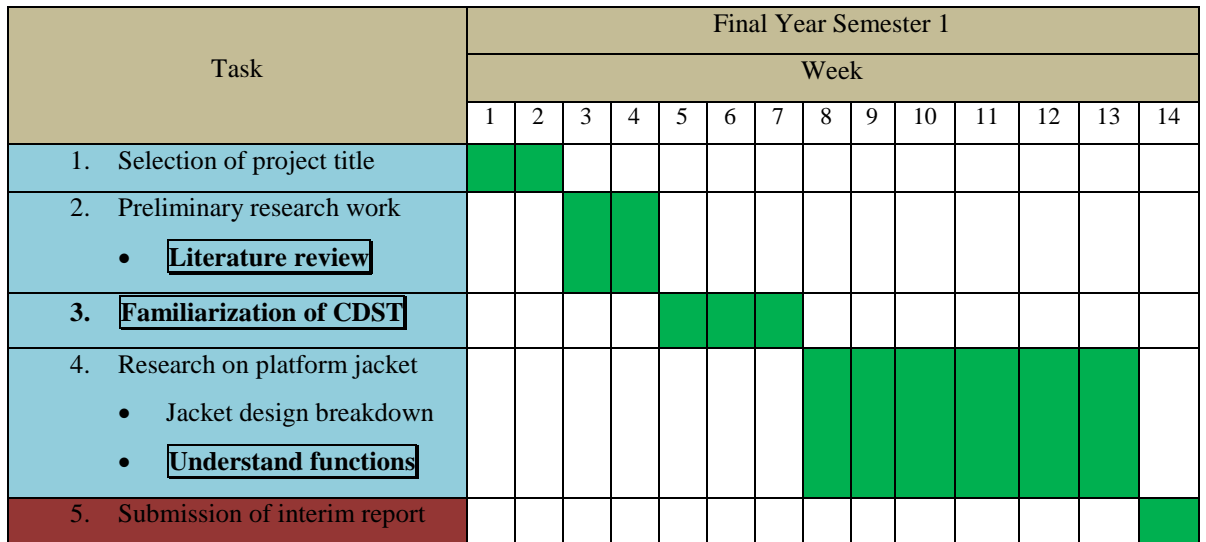 Final Year Semester 1
Task
Week
1 2 3 4 5 6 7 8 9 10 11 12 13 14
1. Selection of project title
2. Preliminary research work
• Literature review
3. Familiarization of CDST
4. Research on platform jacket
• Jacket design breakdown
• Understand functions
5. Submission of interim report